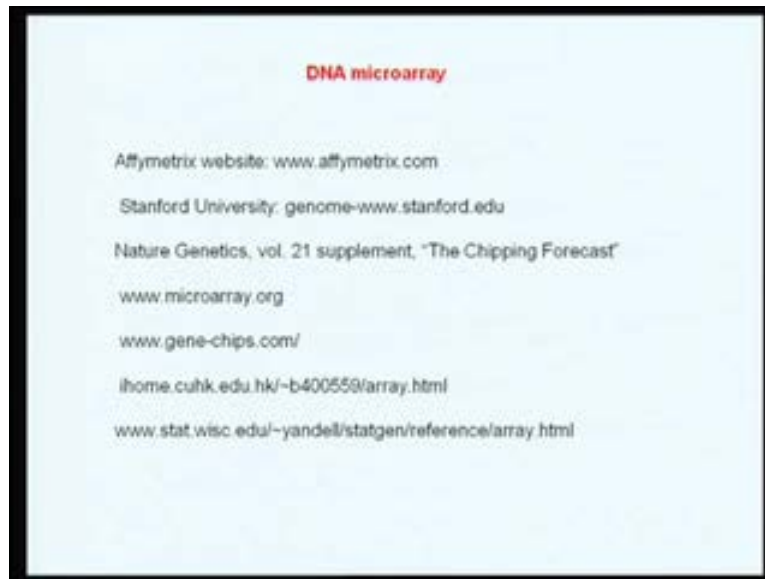 DNA microarray
Affymetrix website: www.affymetrix.com
Stanford University: genome-www.stanford.edu
Nature Genetics, vol. 21 supplement, "The Chipping Forecast"
www.microarray.org
www.gene-chips.com/
ihome.cuhk.edu.hk/~b400559/array.html
www.stat.wisc.edu/~yandell/statgen/reference/array.html